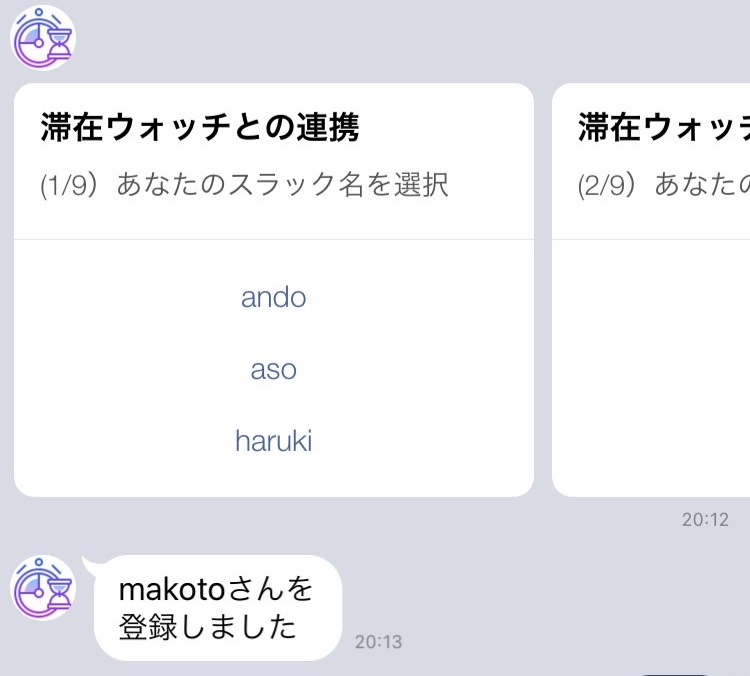 滞在ウォッチとの連携
(1/9）あなたのスラック名を選択
ando
aso
haruki
滞在ウォッチ
(2/9）あなたの
20:12
makotoさんを
登録しました
20:13